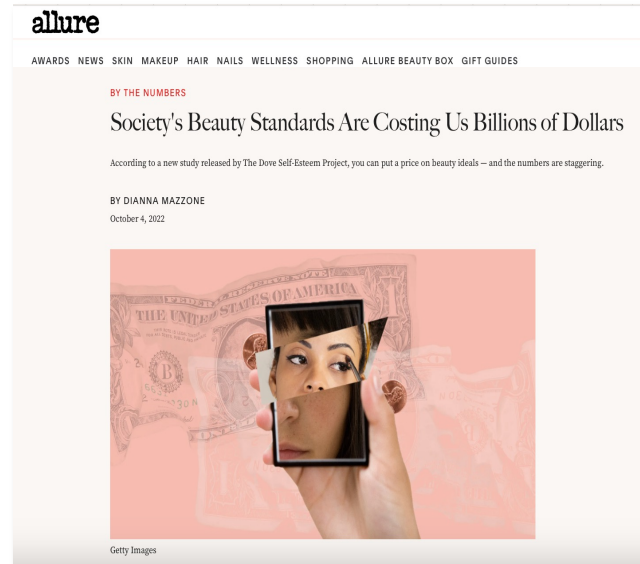 allure
AWARDS NEWS SKIN MAKEUP HAIR NAILS WELLNESS SHOPPING ALLURE BEAUTY BOX GIFT GUIDES
BY THE NUMBERS
Society's Beauty Standards Are Costing Us Billions of Dollars
According to a new study released by The Dove Self-Esteem Project, you can put a price on beauty ideals — and the numbers are staggering.
BY DIANNA MAZZONE
October 4, 2022
FEDERAL RESERVE NOTE
THE UNITED STATES OF AMERICA
B
Getty Images